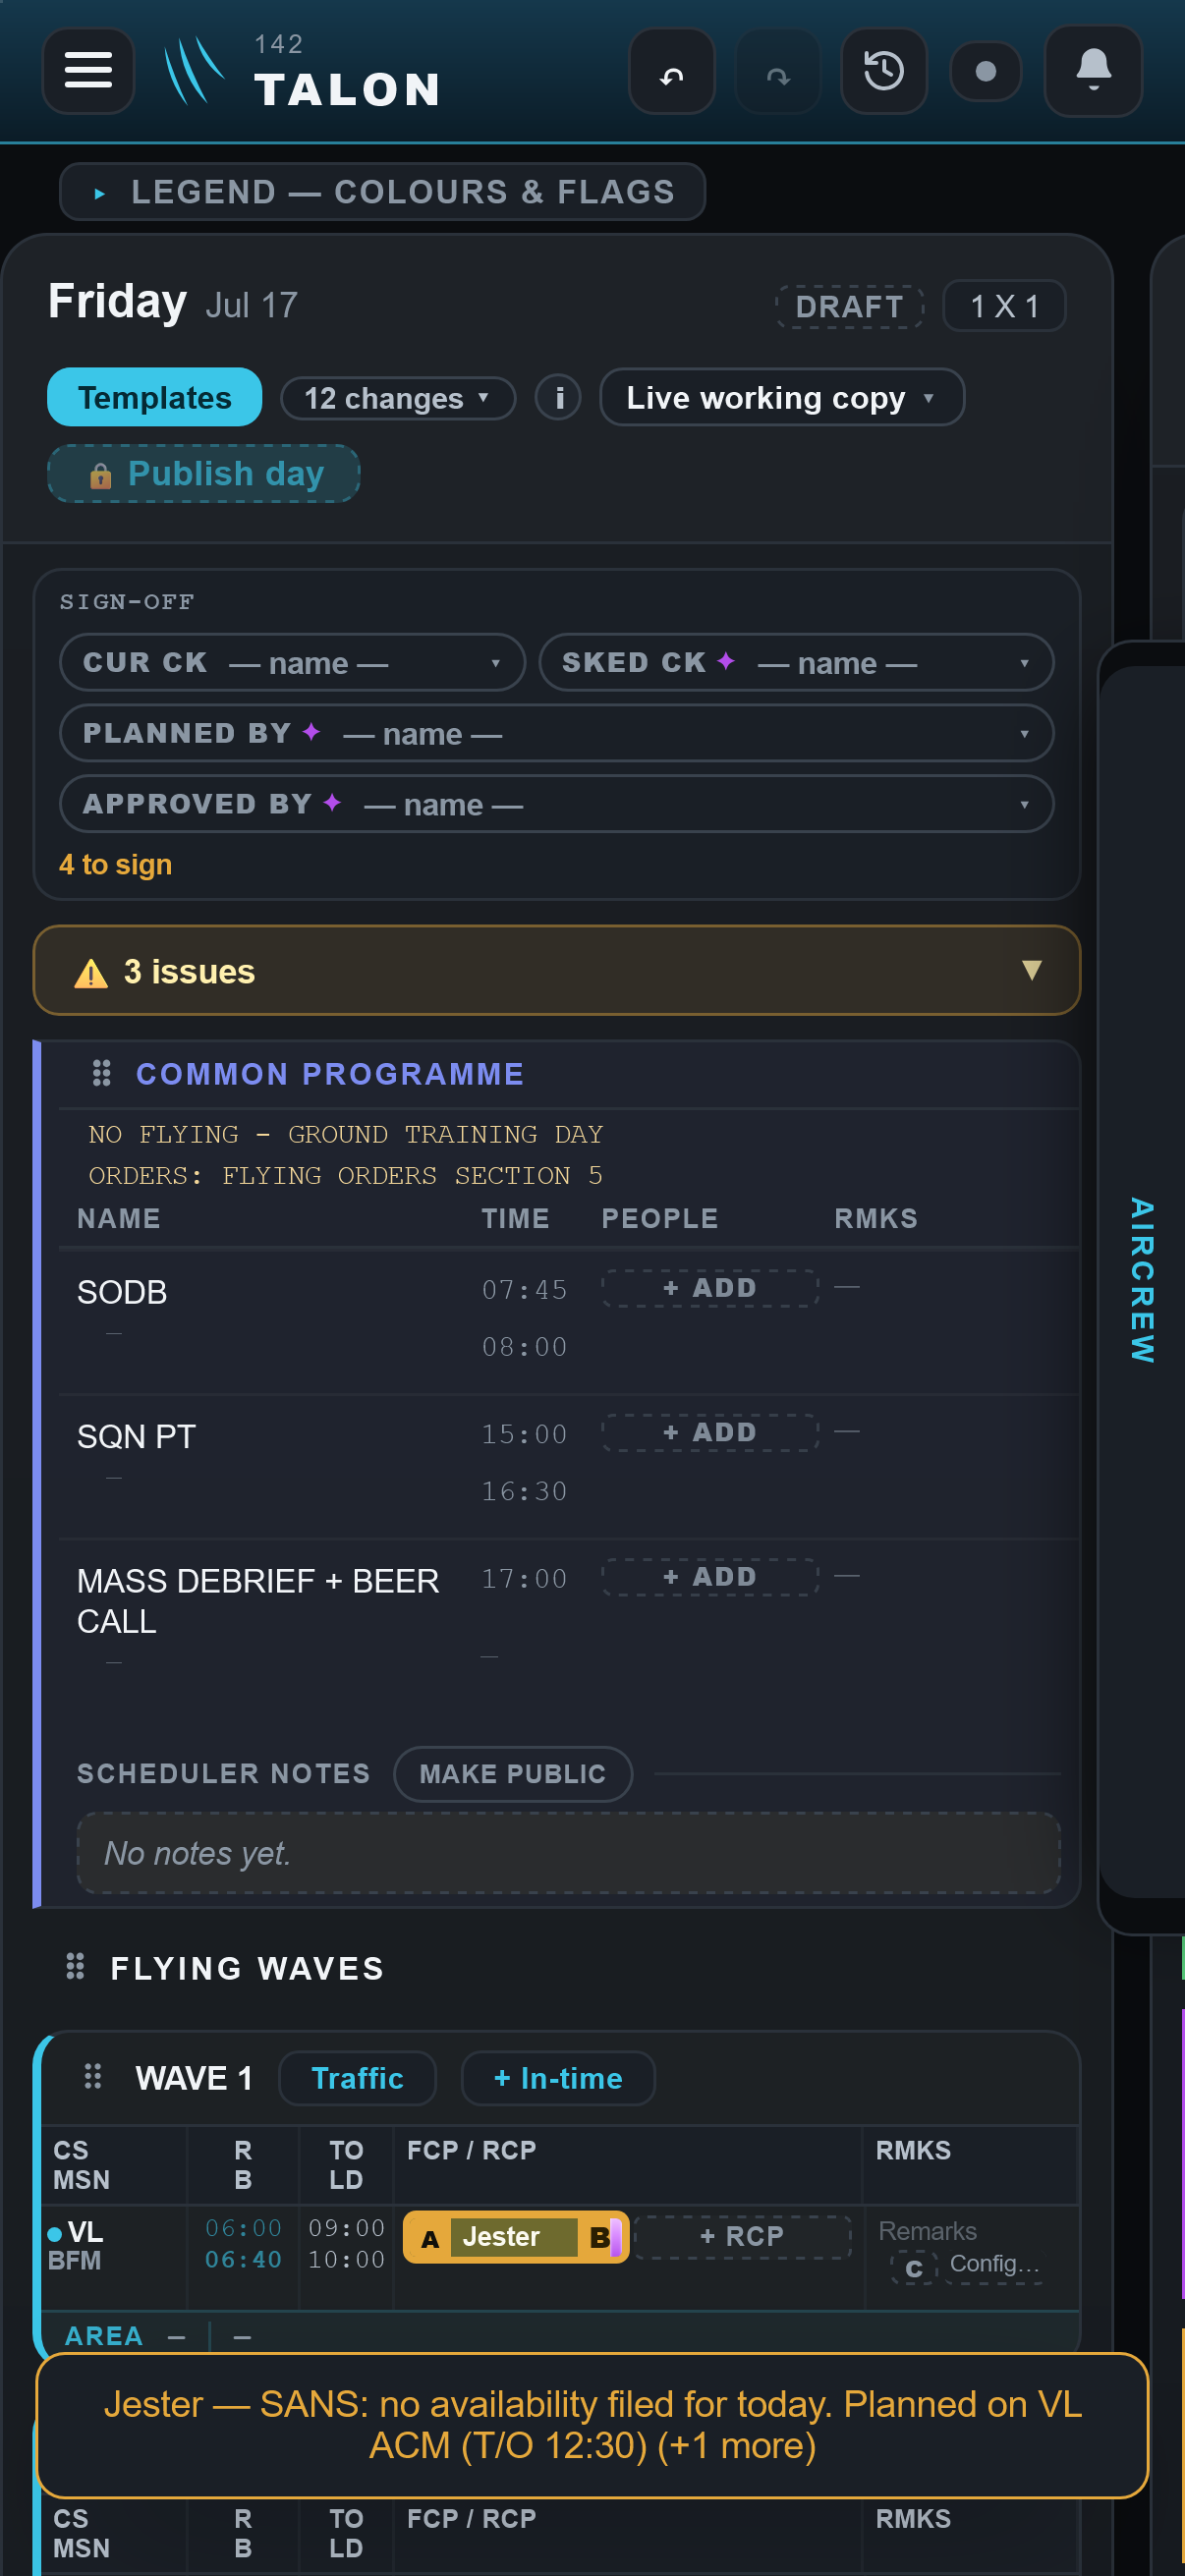 142
TALON
LEGEND — COLOURS & FLAGS
Friday Jul 17
DRAFT
1 X 1
Templates
12 changes
i
Live working copy
Publish day
SIGN-OFF
CUR CK — name —
SKED CK — name —
PLANNED BY — name —
APPROVED BY — name —
4 to sign
3 issues
COMMON PROGRAMME
NO FLYING - GROUND TRAINING DAY
ORDERS: FLYING ORDERS SECTION 5
NAME TIME PEOPLE RMKS
SODB 07:45 + ADD —
— 08:00
SQN PT 15:00 + ADD —
— 16:30
MASS DEBRIEF + BEER 17:00 + ADD —
CALL
— —
SCHEDULER NOTES MAKE PUBLIC
No notes yet.
AIRCREW
FLYING WAVES
WAVE 1 Traffic + In-time
CS R TO FCP / RCP RMKS
MSN B LD
VL 06:00 09:00 A Jester B + RCP Remarks
BFM 06:40 10:00 C Config...
AREA — —
Jester — SANS: no availability filed for today. Planned on VL
ACM (T/O 12:30) (+1 more)
CS R TO FCP / RCP RMKS
MSN B LD